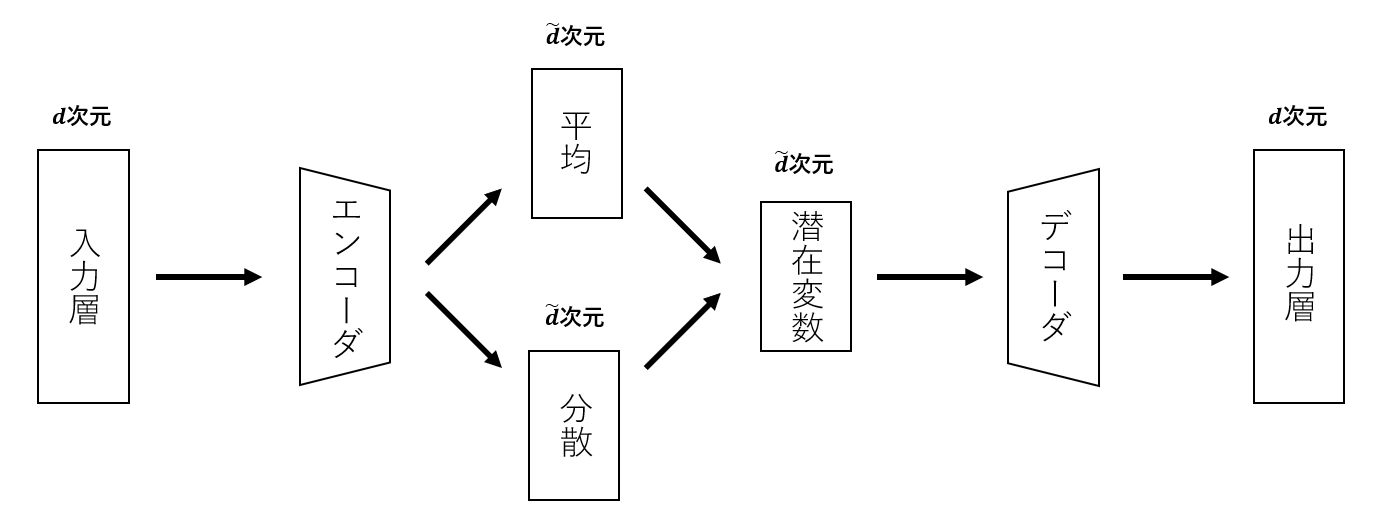 d次元
入力層
エンコーダ
d̃次元
平均
d̃次元
分散
d̃次元
潜在変数
デコーダ
d次元
出力層